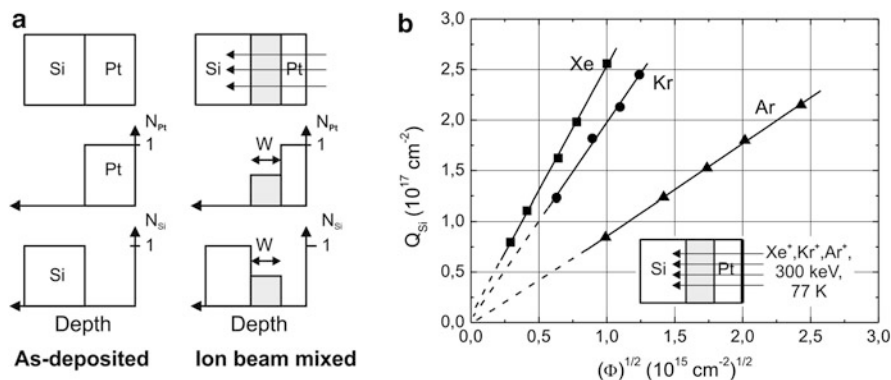 a
Si Pt
Si Pt
N_Pt
1
Pt
N_Pt
W
1
N_Si
Si
1
N_Si
W
1
Depth
Depth
As-deposited
Ion beam mixed
b
Q_Si (10^17 cm^-2)
3,0
2,5
2,0
1,5
1,0
0,5
0,0
Xe
Kr
Ar
Si Pt
Xe⁺,Kr⁺,Ar⁺,
300 keV,
77 K
0,0 0,5 1,0 1,5 2,0 2,5 3,0
(Φ)^1/2 (10^15 cm^-2)^1/2